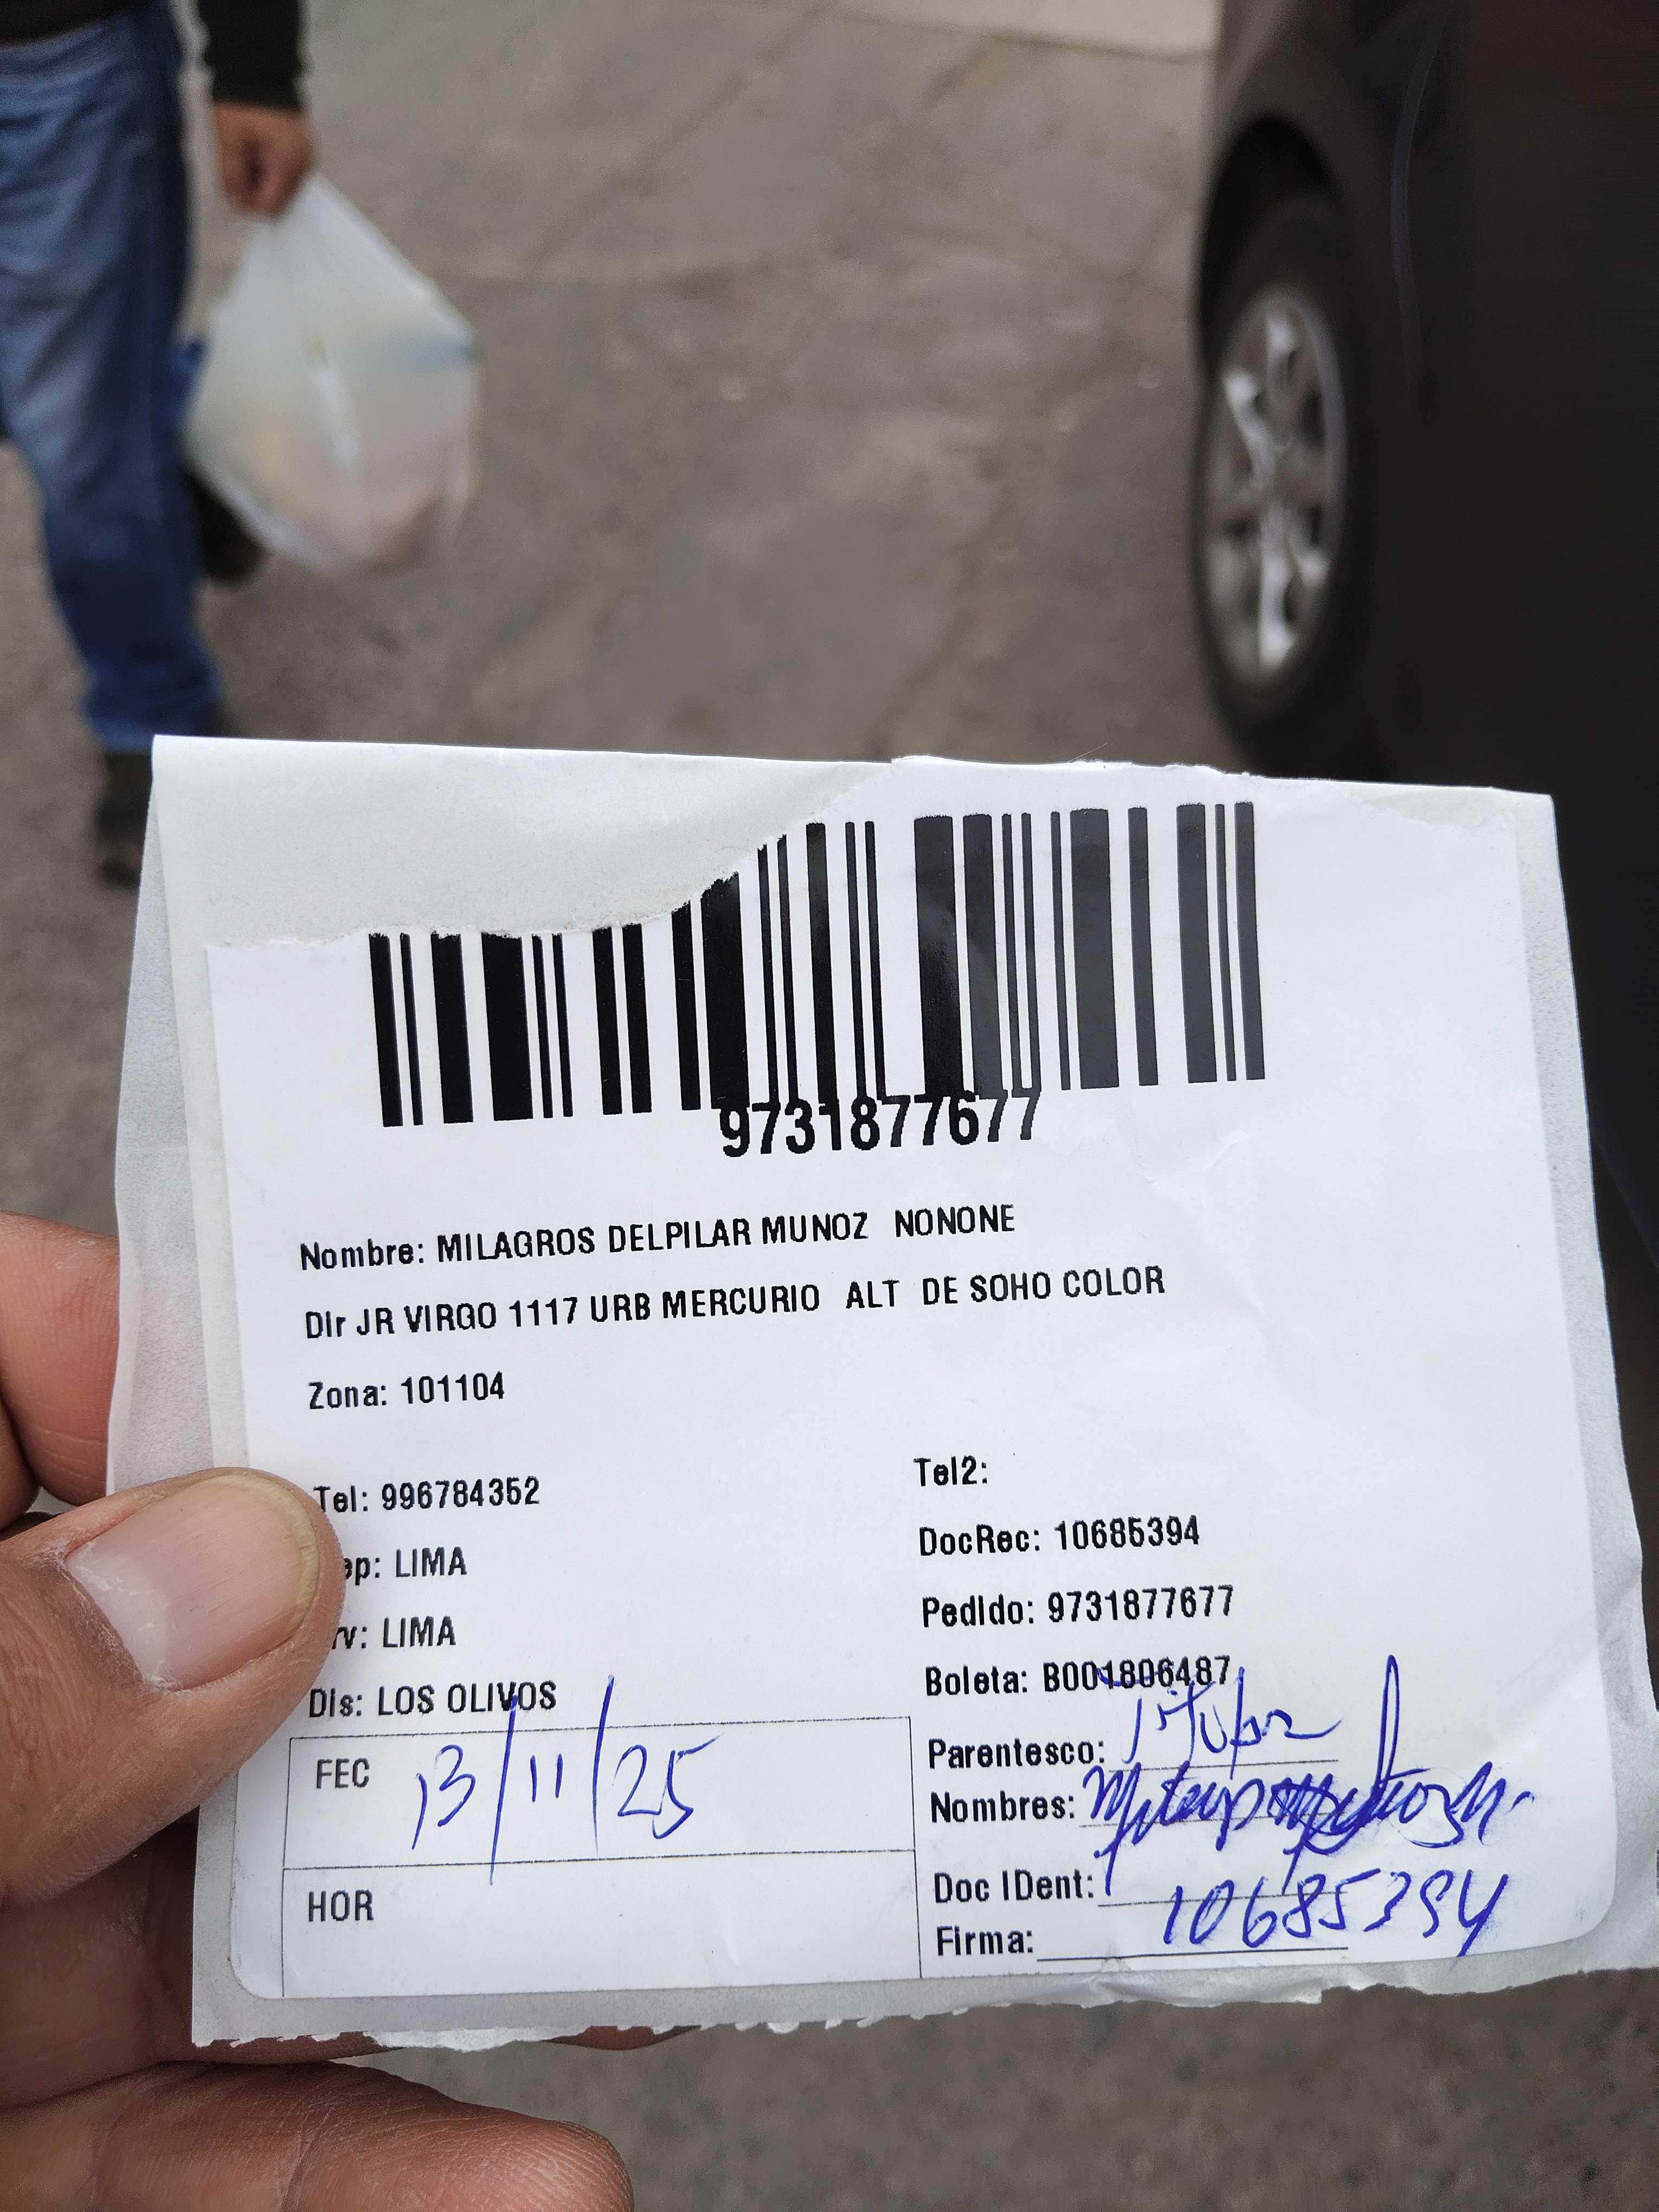 9731877677
Nombre: MILAGROS DELPILAR MUNOZ NONONE
Dir JR VIRGO 1117 URB MERCURIO ALT DE SOHO COLOR
Zona: 101104
Tel: 996784352
Tel2:
ep: LIMA
DocRec: 10685394
rv: LIMA
Pedido: 9731877677
Dis: LOS OLIVOS
Boleta: B001806487
FEC 13/11/25
Parentesco:
Nombres:
HOR
Doc IDent: 10685394
Firma: